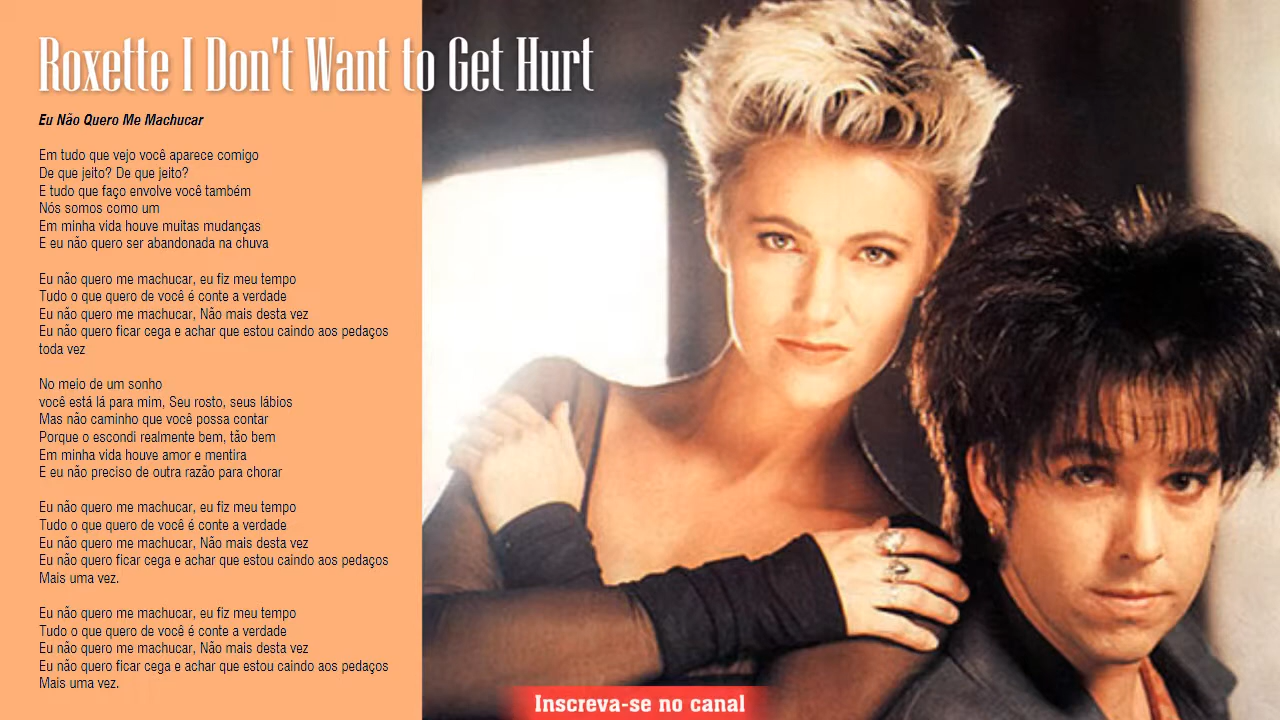 Roxette I Don't Want to Get Hurt
Eu Não Quero Me Machucar
Em tudo que vejo você aparece comigo
De que jeito? De que jeito?
E tudo que faço envolve você também
Nós somos como um
Em minha vida houve muitas mudanças
E eu não quero ser abandonada na chuva
Eu não quero me machucar, eu fiz meu tempo
Tudo o que quero de você é conte a verdade
Eu não quero me machucar, Não mais desta vez
Eu não quero ficar cega e achar que estou caindo aos pedaços
toda vez
No meio de um sonho
você está lá para mim, Seu rosto, seus lábios
Mas não caminho que você possa contar
Porque o escondi realmente bem, tão bem
Em minha vida houve amor e mentira
E eu não preciso de outra razão para chorar
Eu não quero me machucar, eu fiz meu tempo
Tudo o que quero de você é conte a verdade
Eu não quero me machucar, Não mais desta vez
Eu não quero ficar cega e achar que estou caindo aos pedaços
Mais uma vez.
Eu não quero me machucar, eu fiz meu tempo
Tudo o que quero de você é conte a verdade
Eu não quero me machucar, Não mais desta vez
Eu não quero ficar cega e achar que estou caindo aos pedaços
Mais uma vez.
Inscreva-se no canal